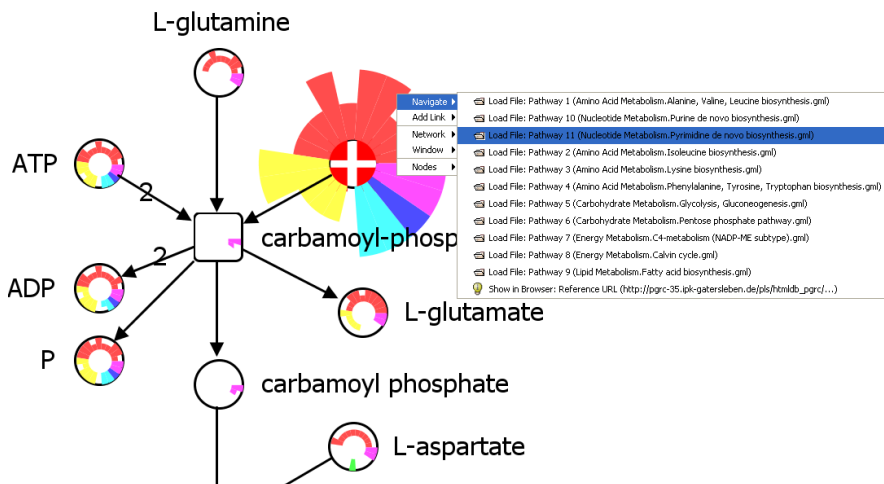 L-glutamine
ATP
2
carbamoyl-phosp
2
ADP
L-glutamate
P
carbamoyl phosphate
L-aspartate
Navigate
Add Link
Network
Window
Nodes
Load File: Pathway 1 (Amino Acid Metabolism.Alanine, Valine, Leucine biosynthesis.gml)
Load File: Pathway 10 (Nucleotide Metabolism.Purine de novo biosynthesis.gml)
Load File: Pathway 11 (Nucleotide Metabolism.Pyrimidine de novo biosynthesis.gml)
Load File: Pathway 2 (Amino Acid Metabolism.Isoleucine biosynthesis.gml)
Load File: Pathway 3 (Amino Acid Metabolism.Lysine biosynthesis.gml)
Load File: Pathway 4 (Amino Acid Metabolism.Phenylalanine, Tyrosine, Tryptophan biosynthesis.gml)
Load File: Pathway 5 (Carbohydrate Metabolism.Glycolysis, Gluconeogenesis.gml)
Load File: Pathway 6 (Carbohydrate Metabolism.Pentose phosphate pathway.gml)
Load File: Pathway 7 (Energy Metabolism.C4-metabolism (NADP-ME subtype).gml)
Load File: Pathway 8 (Energy Metabolism.Calvin cycle.gml)
Load File: Pathway 9 (Lipid Metabolism.Fatty acid biosynthesis.gml)
Show in Browser: Reference URL (http://pgrc-35.ipk-gatersleben.de/pls/htmldb_pgrc/...)